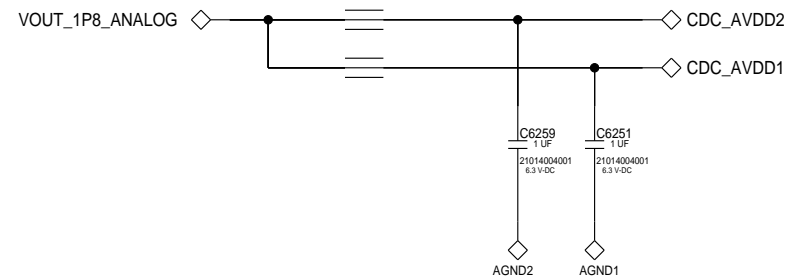 VOUT_1P8_ANALOG
CDC_AVDD2
CDC_AVDD1
C6259
1 UF
21014004001
6.3 V-DC
C6251
1 UF
21014004001
6.3 V-DC
AGND2
AGND1